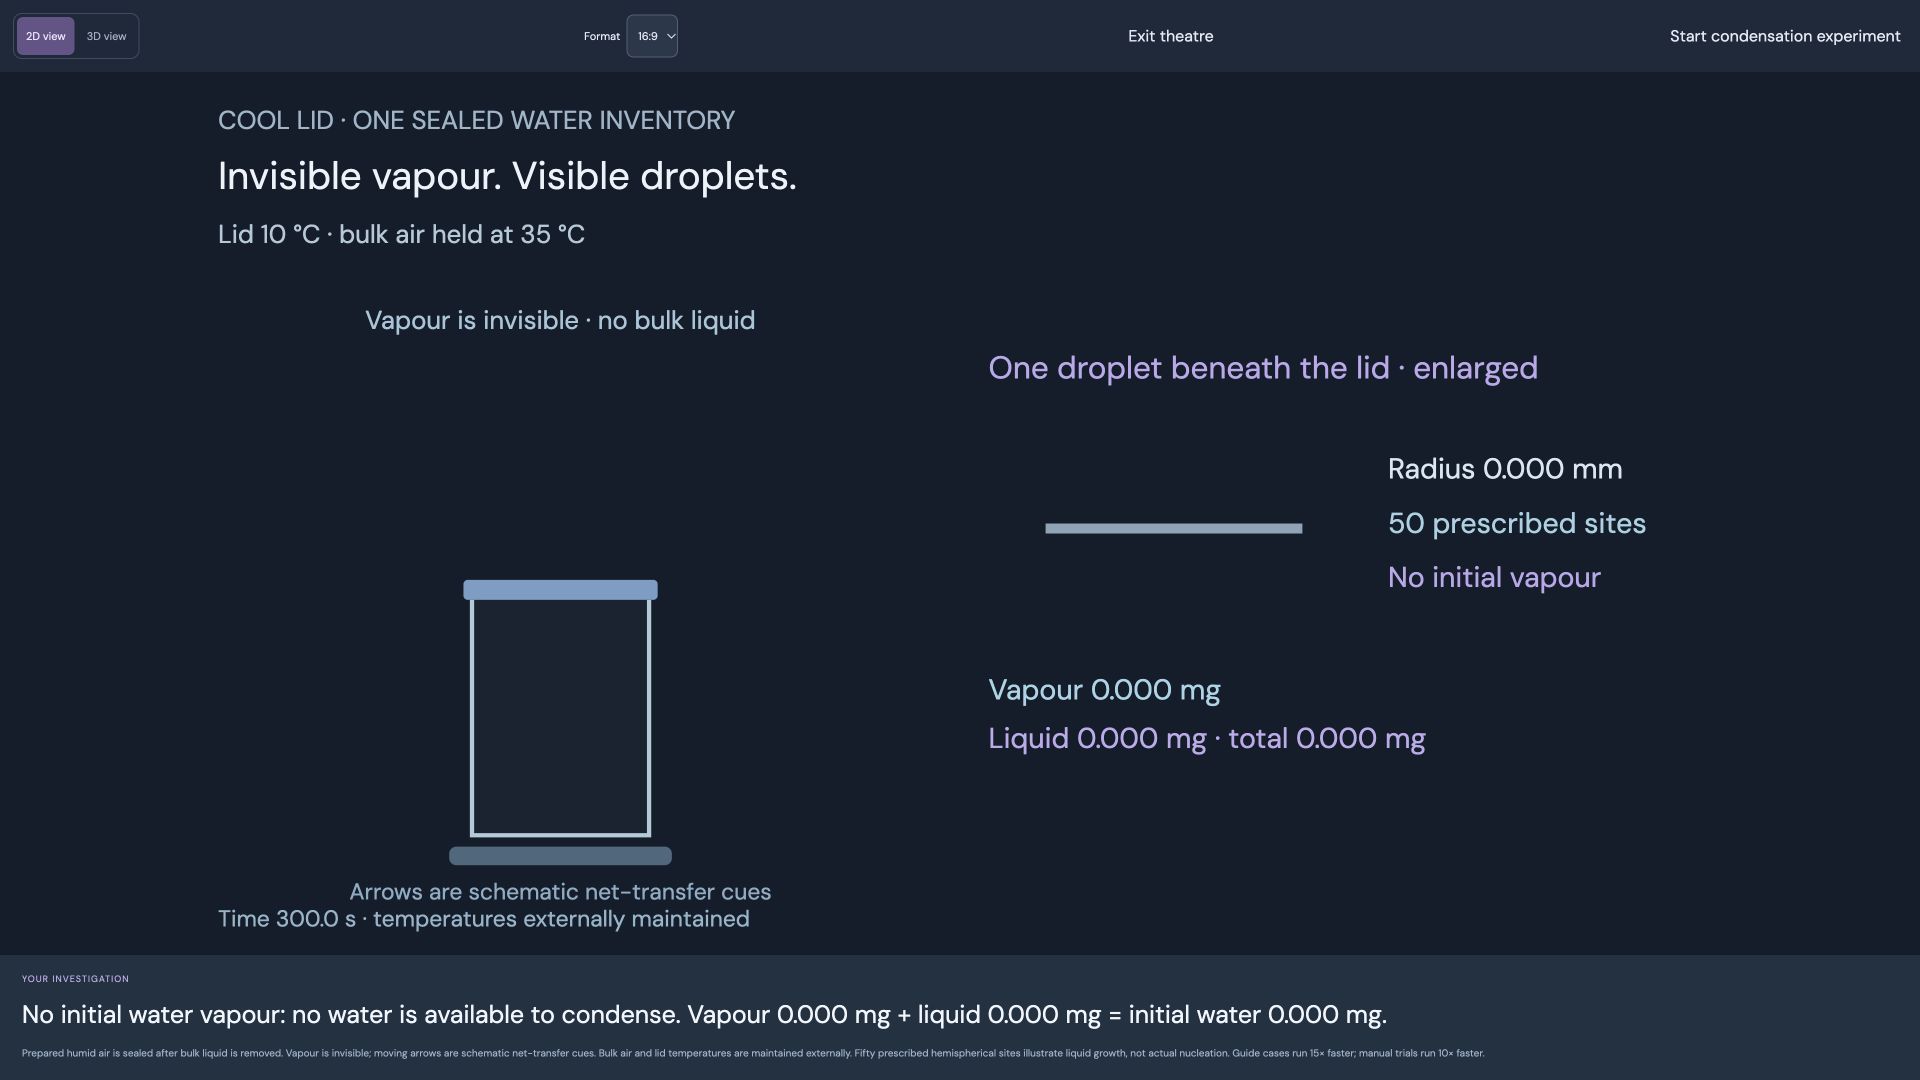 2D view
3D view
Format
16:9
Exit theatre
Start condensation experiment
COOL LID · ONE SEALED WATER INVENTORY
Invisible vapour. Visible droplets.
Lid 10 °C · bulk air held at 35 °C
Vapour is invisible · no bulk liquid
One droplet beneath the lid · enlarged
Radius 0.000 mm
50 prescribed sites
No initial vapour
Vapour 0.000 mg
Liquid 0.000 mg · total 0.000 mg
Arrows are schematic net-transfer cues
Time 300.0 s · temperatures externally maintained
YOUR INVESTIGATION
No initial water vapour: no water is available to condense. Vapour 0.000 mg + liquid 0.000 mg = initial water 0.000 mg.
Prepared humid air is sealed after bulk liquid is removed. Vapour is invisible; moving arrows are schematic net-transfer cues. Bulk air and lid temperatures are maintained externally. Fifty prescribed hemispherical sites illustrate liquid growth, not actual nucleation. Guide cases run 15× faster; manual trials run 10× faster.